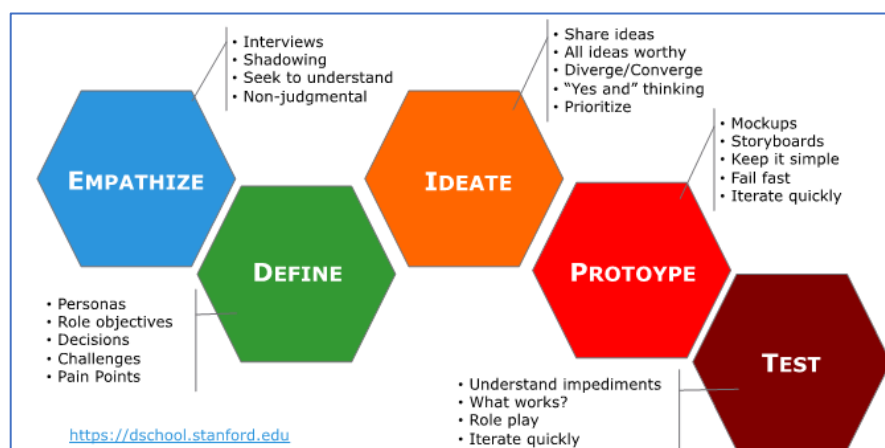 EMPATHIZE
• Interviews
• Shadowing
• Seek to understand
• Non-judgmental
DEFINE
• Personas
• Role objectives
• Decisions
• Challenges
• Pain Points
IDEATE
• Share ideas
• All ideas worthy
• Diverge/Converge
• “Yes and” thinking
• Prioritize
PROTOYPE
• Mockups
• Storyboards
• Keep it simple
• Fail fast
• Iterate quickly
TEST
• Understand impediments
• What works?
• Role play
• Iterate quickly
https://dschool.stanford.edu